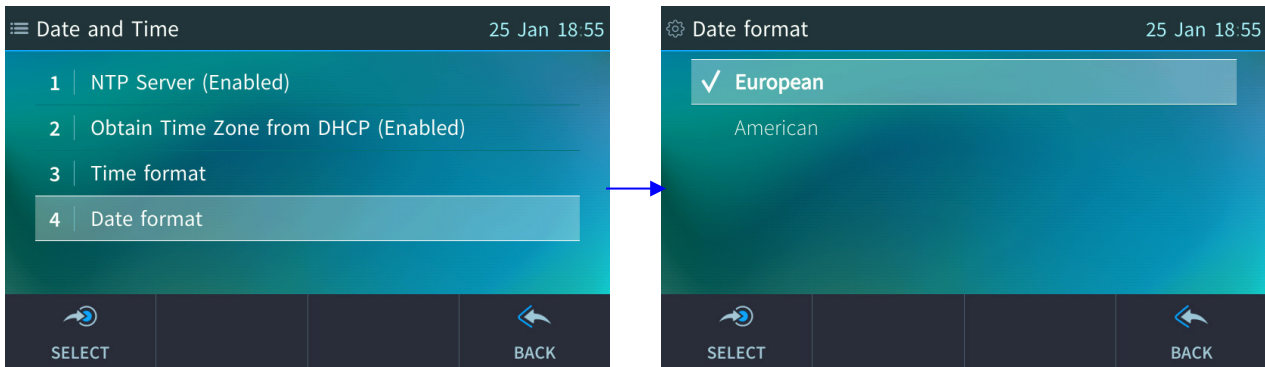 Date and Time 25 Jan 18:55
1 NTP Server (Enabled)
2 Obtain Time Zone from DHCP (Enabled)
3 Time format
4 Date format
SELECT BACK
Date format 25 Jan 18:55
European
American
SELECT BACK